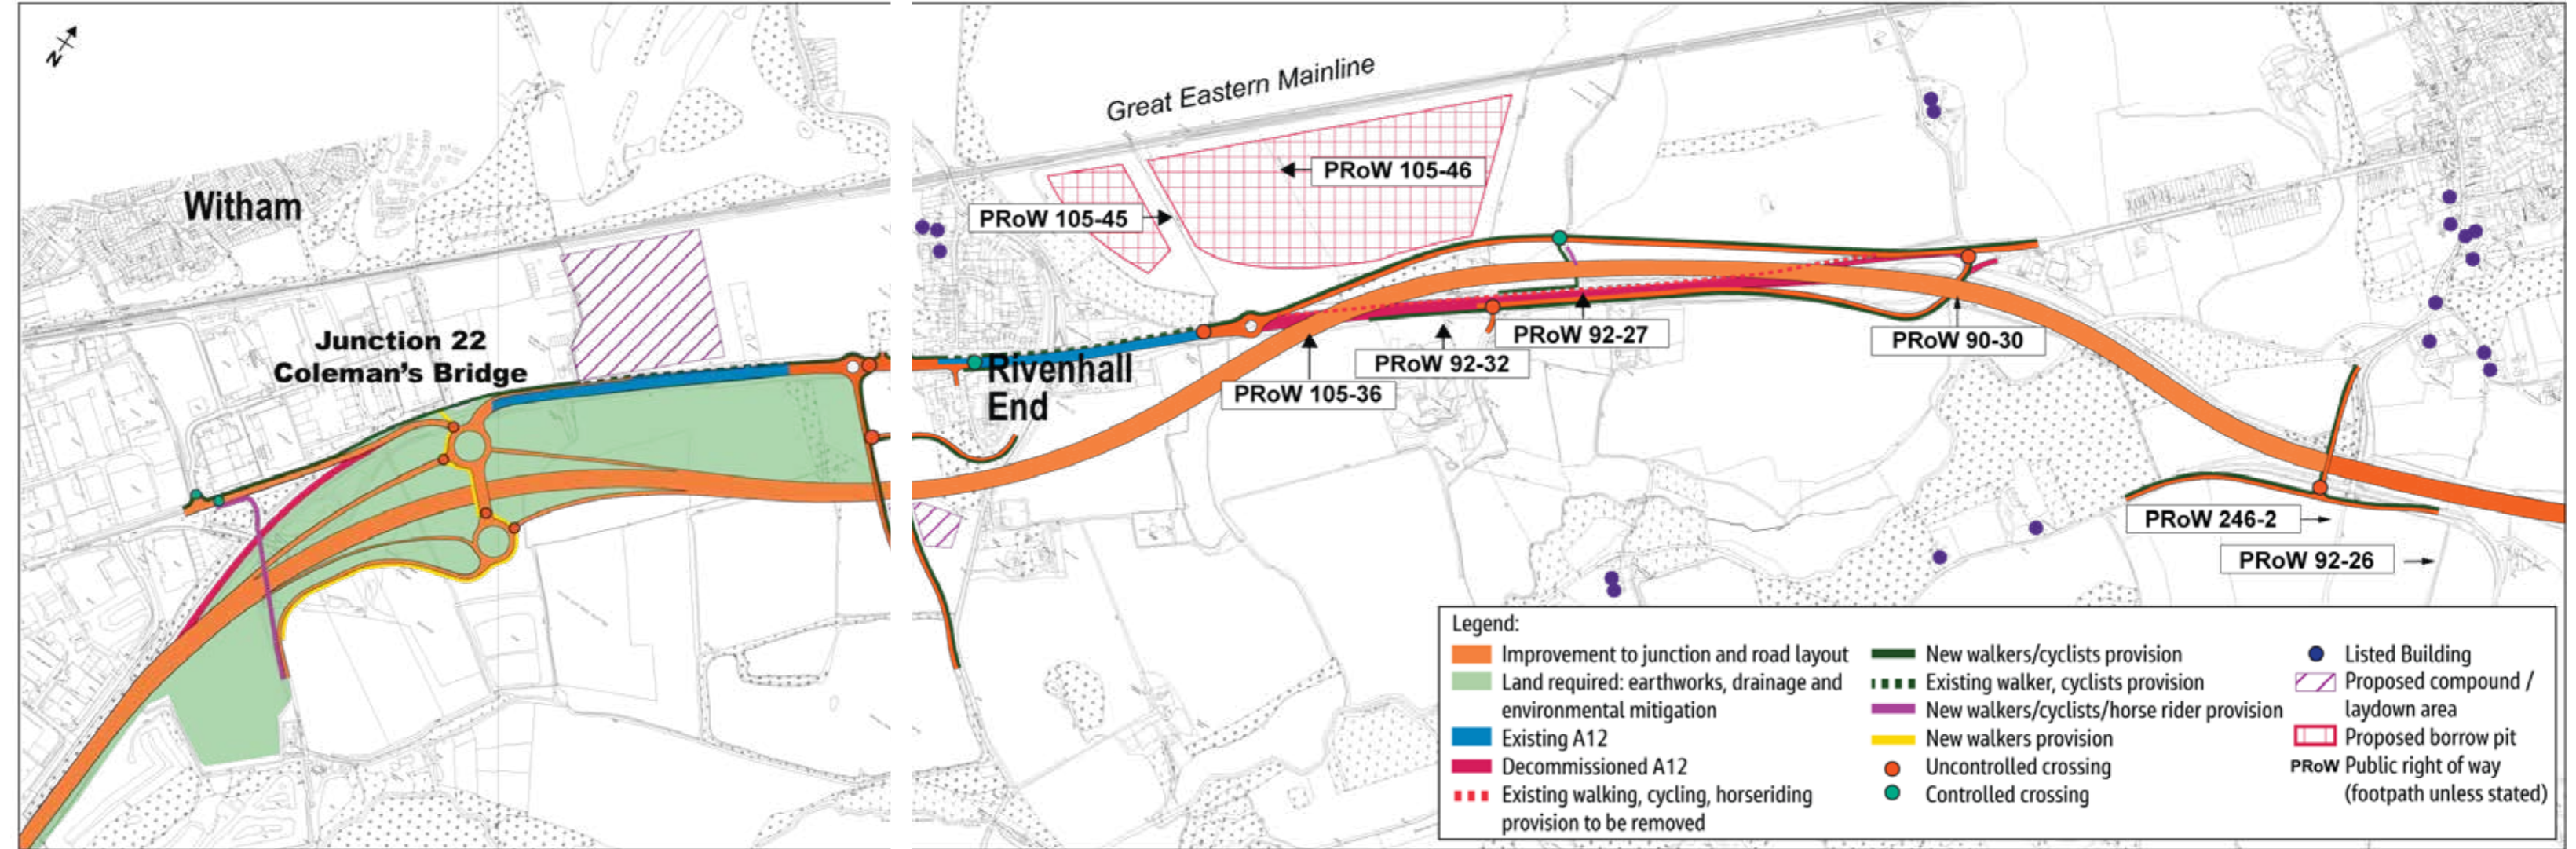 N
Witham
Junction 22
Coleman's Bridge
Great Eastern Mainline
PRoW 105-46
PRoW 105-45
Rivenhall
End
PRoW 105-36
PRoW 92-32
PRoW 92-27
PRoW 90-30
PRoW 246-2
PRoW 92-26
Legend:
Improvement to junction and road layout
Land required: earthworks, drainage and
environmental mitigation
Existing A12
Decommissioned A12
Existing walking, cycling, horseriding
provision to be removed
New walkers/cyclists provision
Existing walker, cyclists provision
New walkers/cyclists/horse rider provision
New walkers provision
Uncontrolled crossing
Controlled crossing
Listed Building
Proposed compound /
laydown area
Proposed borrow pit
PRoW Public right of way
(footpath unless stated)